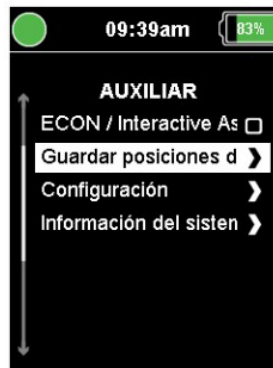 09:39am
83%
AUXILIAR
ECON / Interactive As
Guardar posiciones d
Configuración
Información del sisten